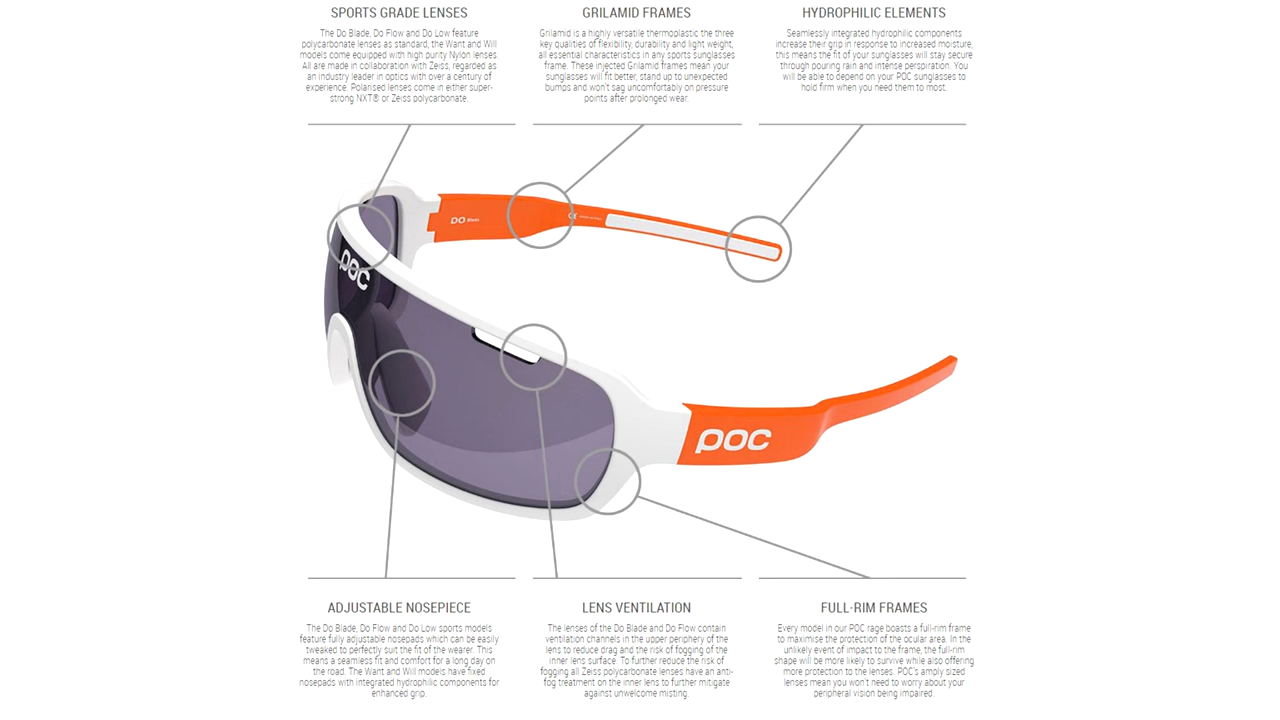 SPORTS GRADE LENSES
The Do Blade, Do Flow and Do Low feature
polycarbonate lenses as standard, the Want and Will
models come equipped with high purity Nylon lenses.
All are made in collaboration with Zeiss, regarded as
an industry leader in optics with over a century of
experience. Polarised lenses come in either super-
strong NXT® or Zeiss polycarbonate.
GRILAMID FRAMES
Grilamid is a highly versatile thermoplastic the three
key qualities of flexibility, durability and light weight,
all essential characteristics in any sports sunglasses
frame. These injected Grilamid frames mean your
sunglasses will fit better, stand up to unexpected
bumps and won't sag uncomfortably on pressure
points after prolonged wear.
HYDROPHILIC ELEMENTS
Seamlessly integrated hydrophilic components
increase their grip in response to increased moisture,
this means the fit of your sunglasses will stay secure
through pouring rain and intense perspiration. You
will be able to depend on your POC sunglasses to
hold firm when you need them to most.
DO Blade
CE
poc
poc
ADJUSTABLE NOSEPIECE
The Do Blade, Do Flow and Do Low sports models
feature fully adjustable nosepads which can be easily
tweaked to perfectly suit the fit of the wearer. This
means a seamless fit and comfort for a long day on
the road. The Want and Will models have fixed
nosepads with integrated hydrophilic components for
enhanced grip.
LENS VENTILATION
The lenses of the Do Blade and Do Flow contain
ventilation channels in the upper periphery of the
lens to reduce drag and the risk of fogging of the
inner lens surface. To further reduce the risk of
fogging all Zeiss polycarbonate lenses have an anti-
fog treatment on the inner lens to further mitigate
against unwelcome misting.
FULL-RIM FRAMES
Every model in our POC rage boasts a full-rim frame
to maximise the protection of the ocular area. In the
unlikely event of impact to the frame, the full-rim
shape will be more likely to survive while also offering
more protection to the lenses. POC's amply sized
lenses mean you won't need to worry about your
peripheral vision being impaired.